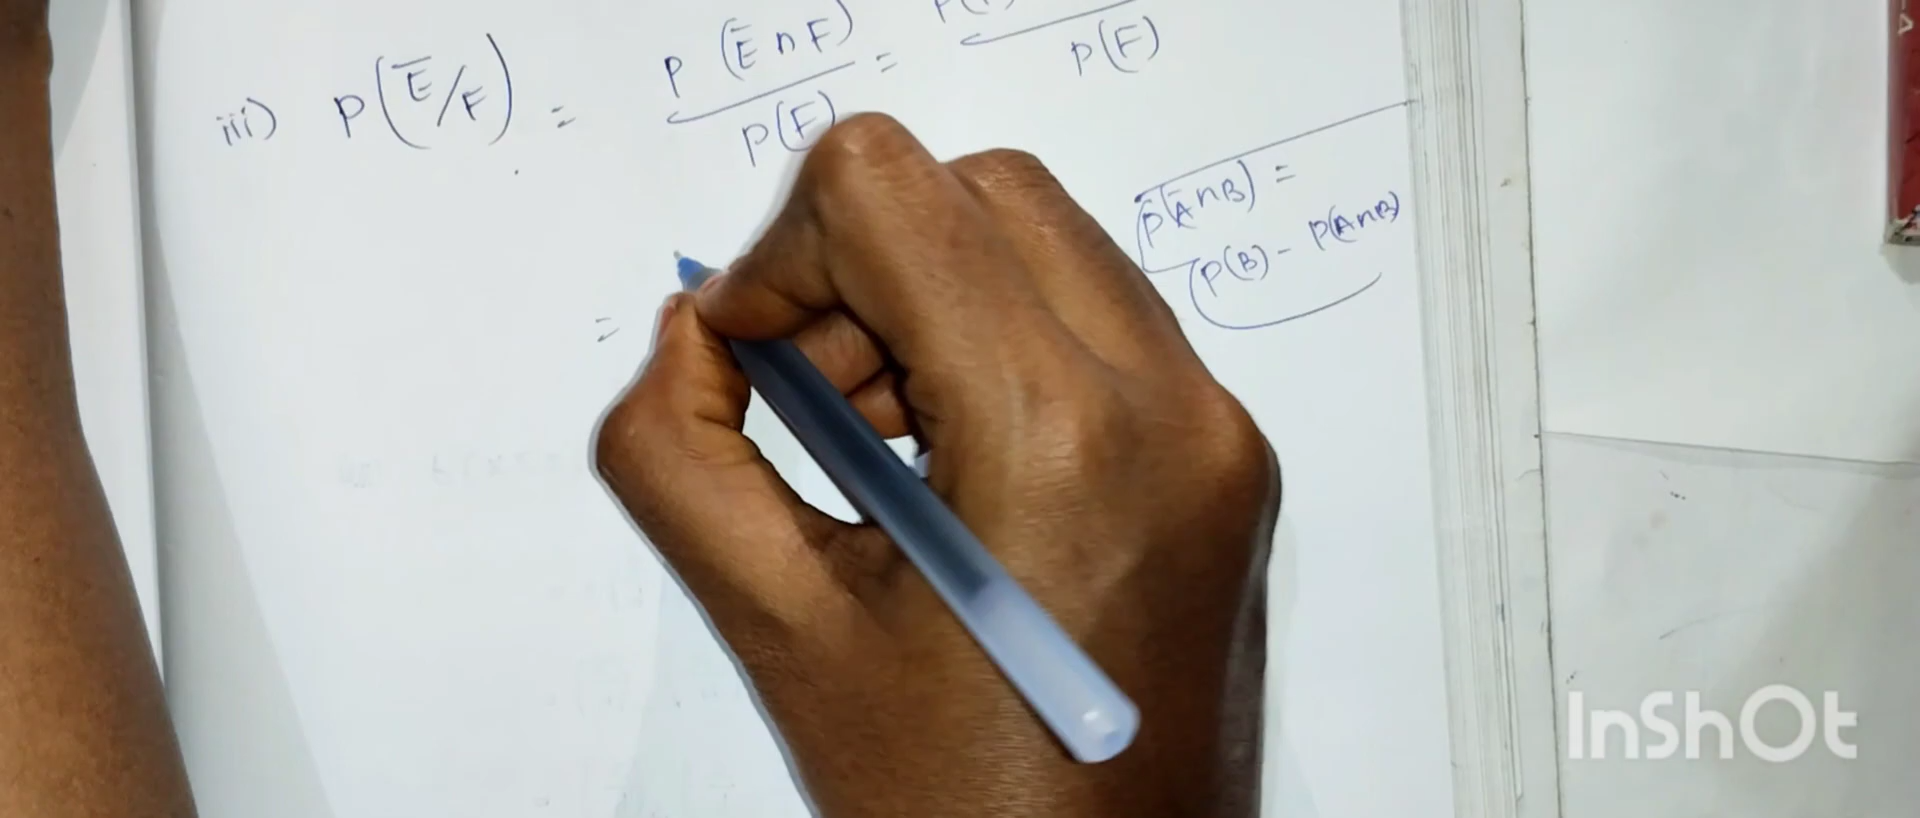 iii) P(E̅/F) = P(E̅∩F)/P(F) = /P(F)
P(A̅∩B) =
P(B) - P(A∩B)
=
InShOt